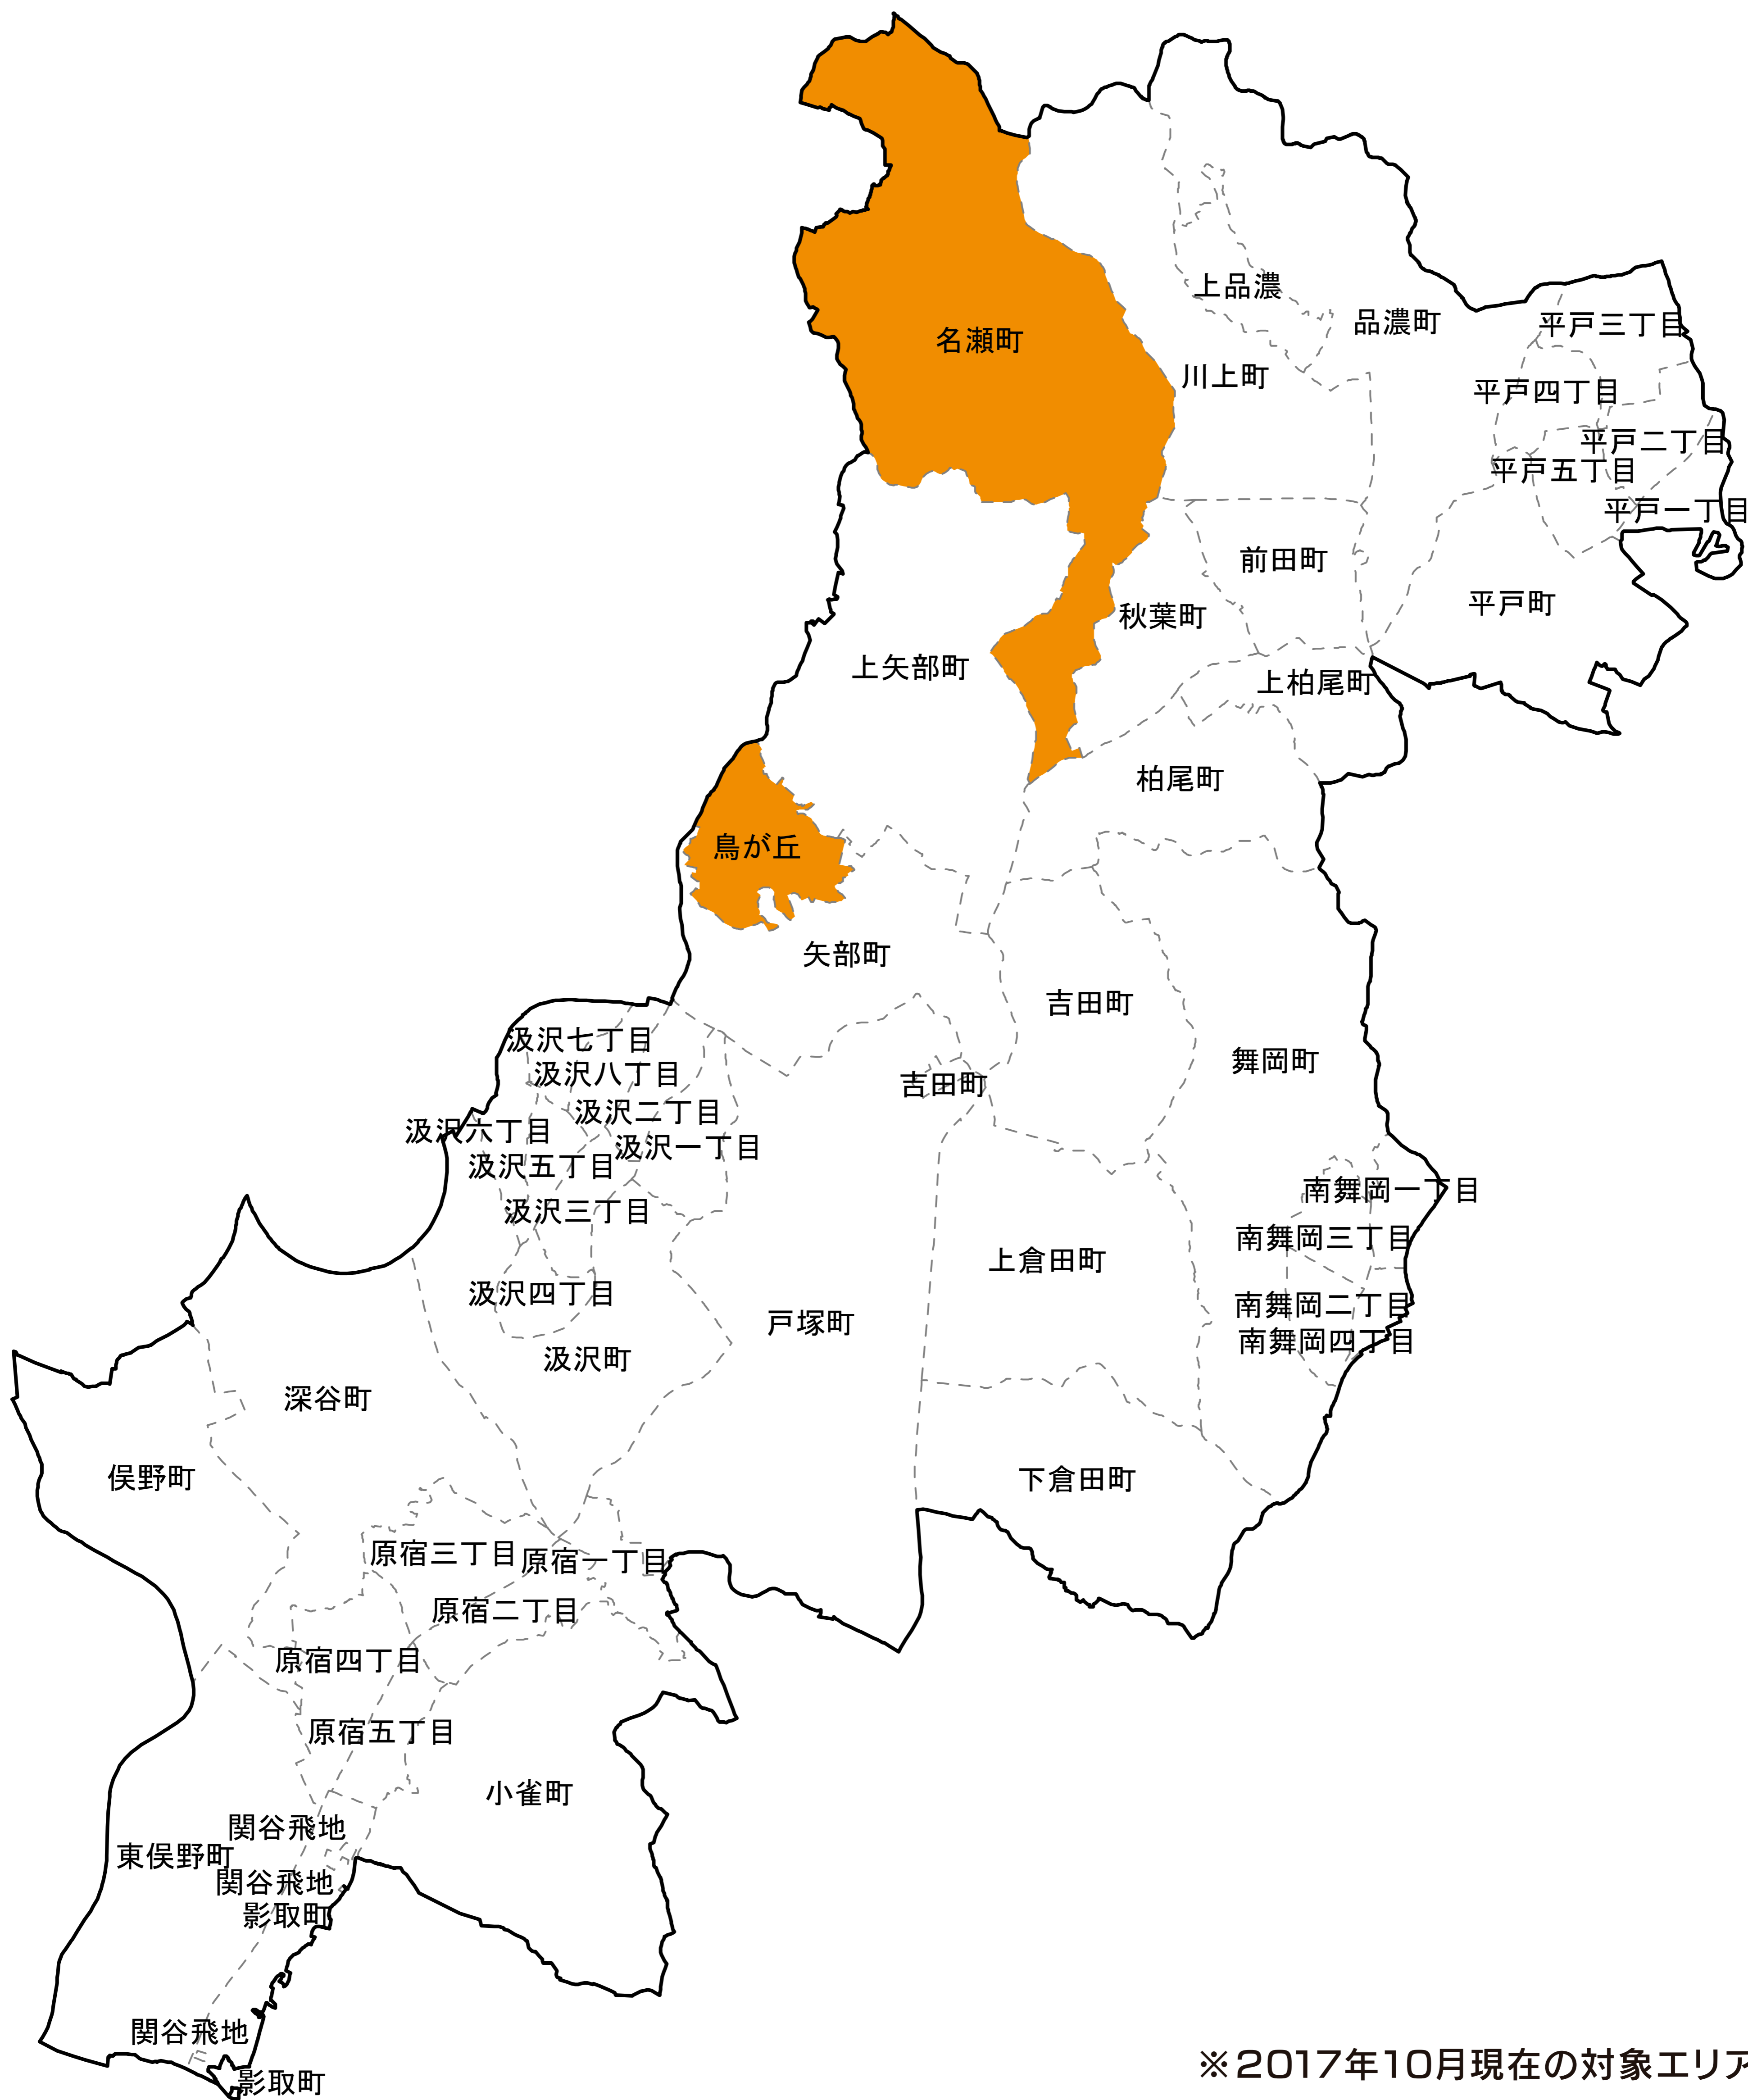 上品濃
品濃町
平戸三丁目
名瀬町
川上町
平戸四丁目
平戸二丁目
平戸五丁目
平戸一丁目
前田町
平戸町
秋葉町
上矢部町
上柏尾町
柏尾町
鳥が丘
矢部町
吉田町
汲沢七丁目
舞岡町
汲沢八丁目
吉田町
汲沢二丁目
汲沢六丁目
汲沢一丁目
汲沢五丁目
南舞岡一丁目
汲沢三丁目
南舞岡三丁目
上倉田町
汲沢四丁目
南舞岡二丁目
戸塚町
南舞岡四丁目
汲沢町
深谷町
俣野町
下倉田町
原宿三丁目
原宿一丁目
原宿二丁目
原宿四丁目
原宿五丁目
小雀町
関谷飛地
東俣野町
関谷飛地
影取町
関谷飛地
※2017年10月現在の対象エリア
影取町